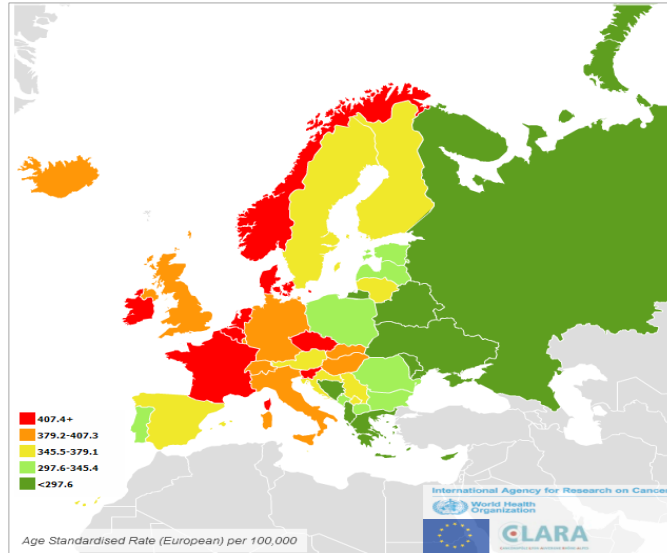 407.4+
379.2-407.3
345.5-379.1
297.6-345.4
<297.6
International Agency for Research on Cancer
World Health
Organization
CLARA
Age Standardised Rate (European) per 100,000